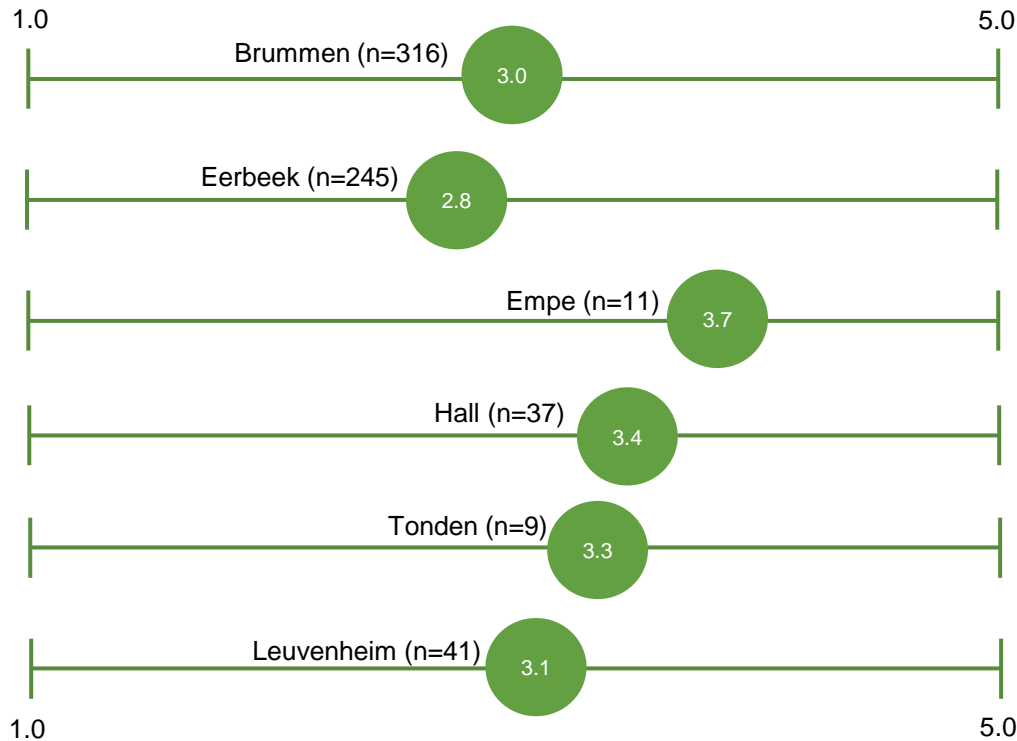 1.0 5.0
Brummen (n=316) 3.0
Eerbeek (n=245) 2.8
Empe (n=11) 3.7
Hall (n=37) 3.4
Tonden (n=9) 3.3
Leuvenheim (n=41) 3.1
1.0 5.0